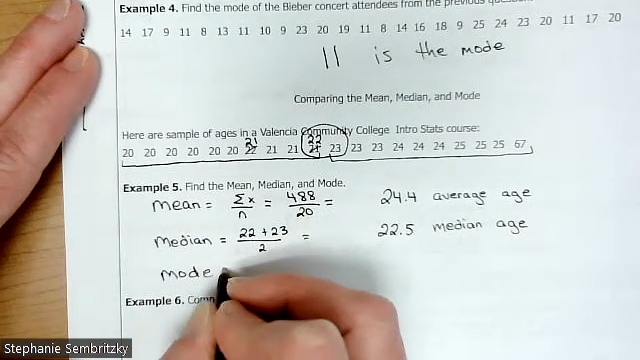 Example 4. Find the mode of the Bieber concert attendees from the previous
14 17 9 11 8 13 11 10 9 23 20 19 11 8 14 16 18 9 25 24 23 20 11 17 20
11 is the mode
Comparing the Mean, Median, and Mode
Here are sample of ages in a Valencia Community College Intro Stats course:
21 22
20 20 20 20 20 20 21 21 23 23 23 24 24 24 25 25 25 67
Example 5. Find the Mean, Median, and Mode.
mean = Σx/n = 488/20 = 24.4 average age
median = 22 + 23/2 = 22.5 median age
mode
Example 6. Com
Stephanie Sembritzky